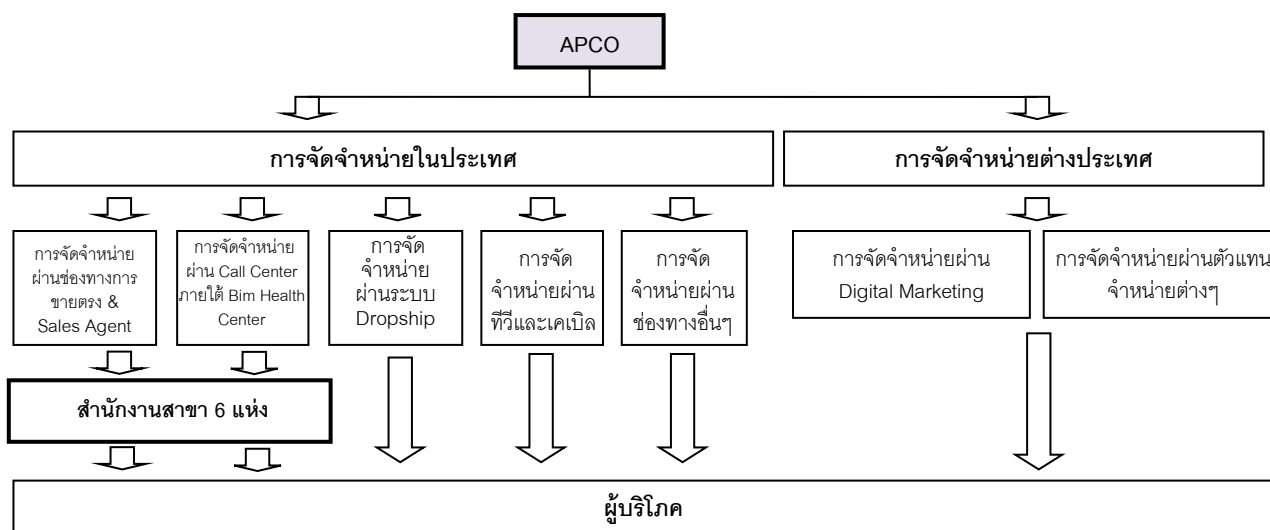 APCO
การจัดจำหน่ายในประเทศ
การจัดจำหน่ายต่างประเทศ
การจัดจำหน่าย
ผ่านช่องทางการ
ขายตรง &
Sales Agent
การจัดจำหน่าย
ผ่าน Call Center
ภายใต้ Bim Health
Center
การจัด
จำหน่าย
ผ่านระบบ
Dropship
การจัด
จำหน่ายผ่าน
ทีวีและเคเบิล
การจัด
จำหน่ายผ่าน
ช่องทางอื่นๆ
การจัดจำหน่ายผ่าน
Digital Marketing
การจัดจำหน่ายผ่านตัวแทน
จำหน่ายต่างๆ
สำนักงานสาขา 6 แห่ง
ผู้บริโภค